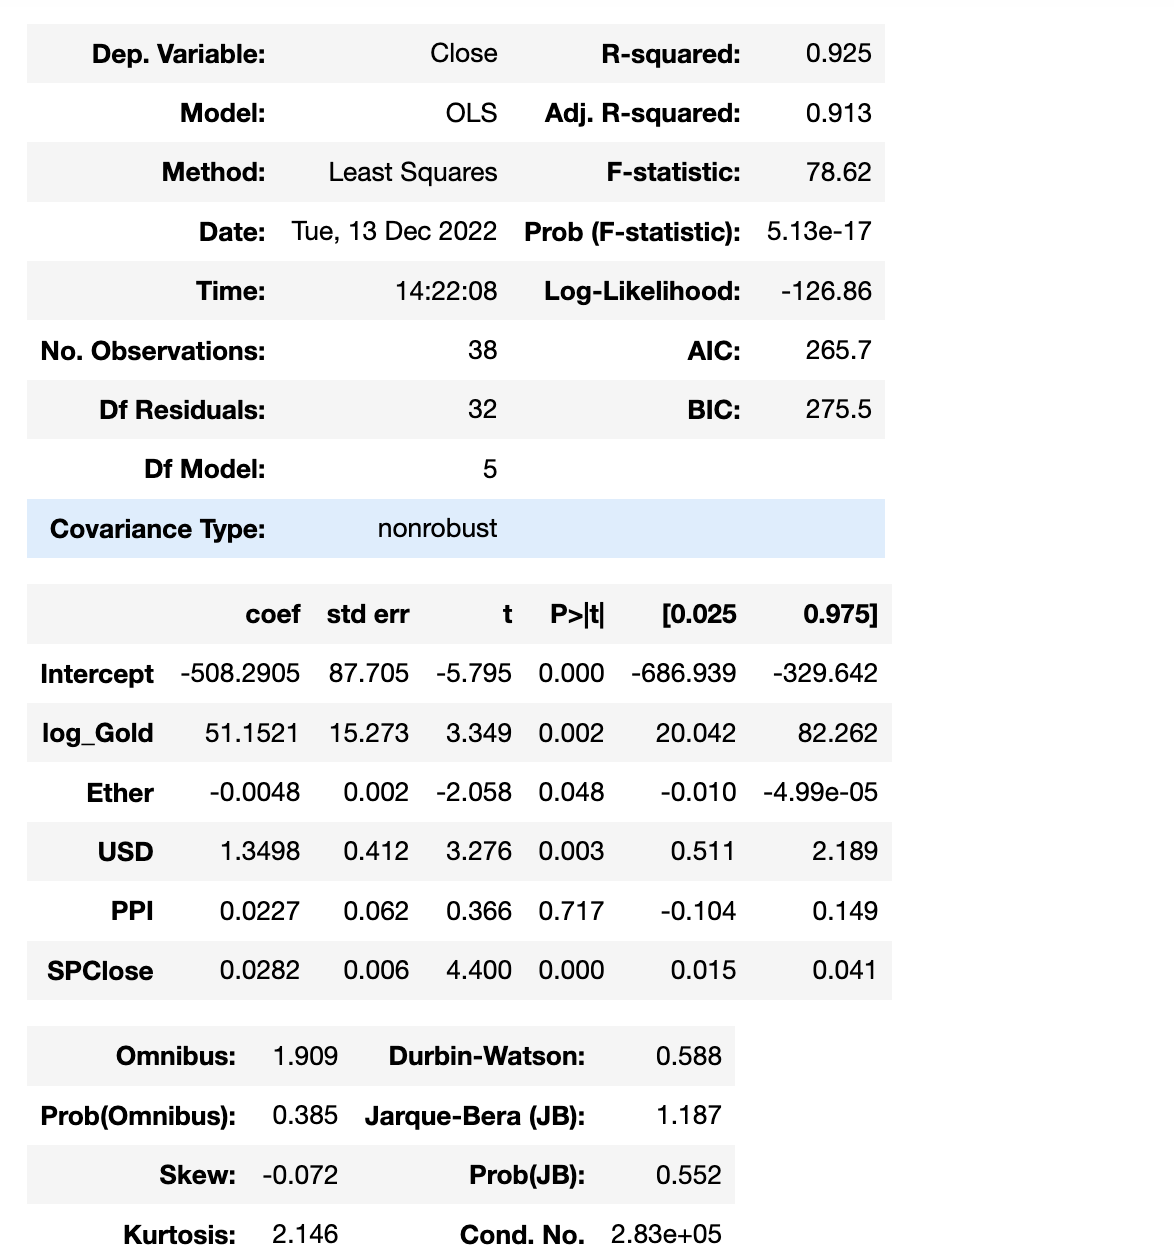 Dep. Variable: Close R-squared: 0.925
Model: OLS Adj. R-squared: 0.913
Method: Least Squares F-statistic: 78.62
Date: Tue, 13 Dec 2022 Prob (F-statistic): 5.13e-17
Time: 14:22:08 Log-Likelihood: -126.86
No. Observations: 38 AIC: 265.7
Df Residuals: 32 BIC: 275.5
Df Model: 5
Covariance Type: nonrobust
coef std err t P>|t| [0.025 0.975]
Intercept -508.2905 87.705 -5.795 0.000 -686.939 -329.642
log_Gold 51.1521 15.273 3.349 0.002 20.042 82.262
Ether -0.0048 0.002 -2.058 0.048 -0.010 -4.99e-05
USD 1.3498 0.412 3.276 0.003 0.511 2.189
PPI 0.0227 0.062 0.366 0.717 -0.104 0.149
SPClose 0.0282 0.006 4.400 0.000 0.015 0.041
Omnibus: 1.909 Durbin-Watson: 0.588
Prob(Omnibus): 0.385 Jarque-Bera (JB): 1.187
Skew: -0.072 Prob(JB): 0.552
Kurtosis: 2.146 Cond. No. 2.83e+05